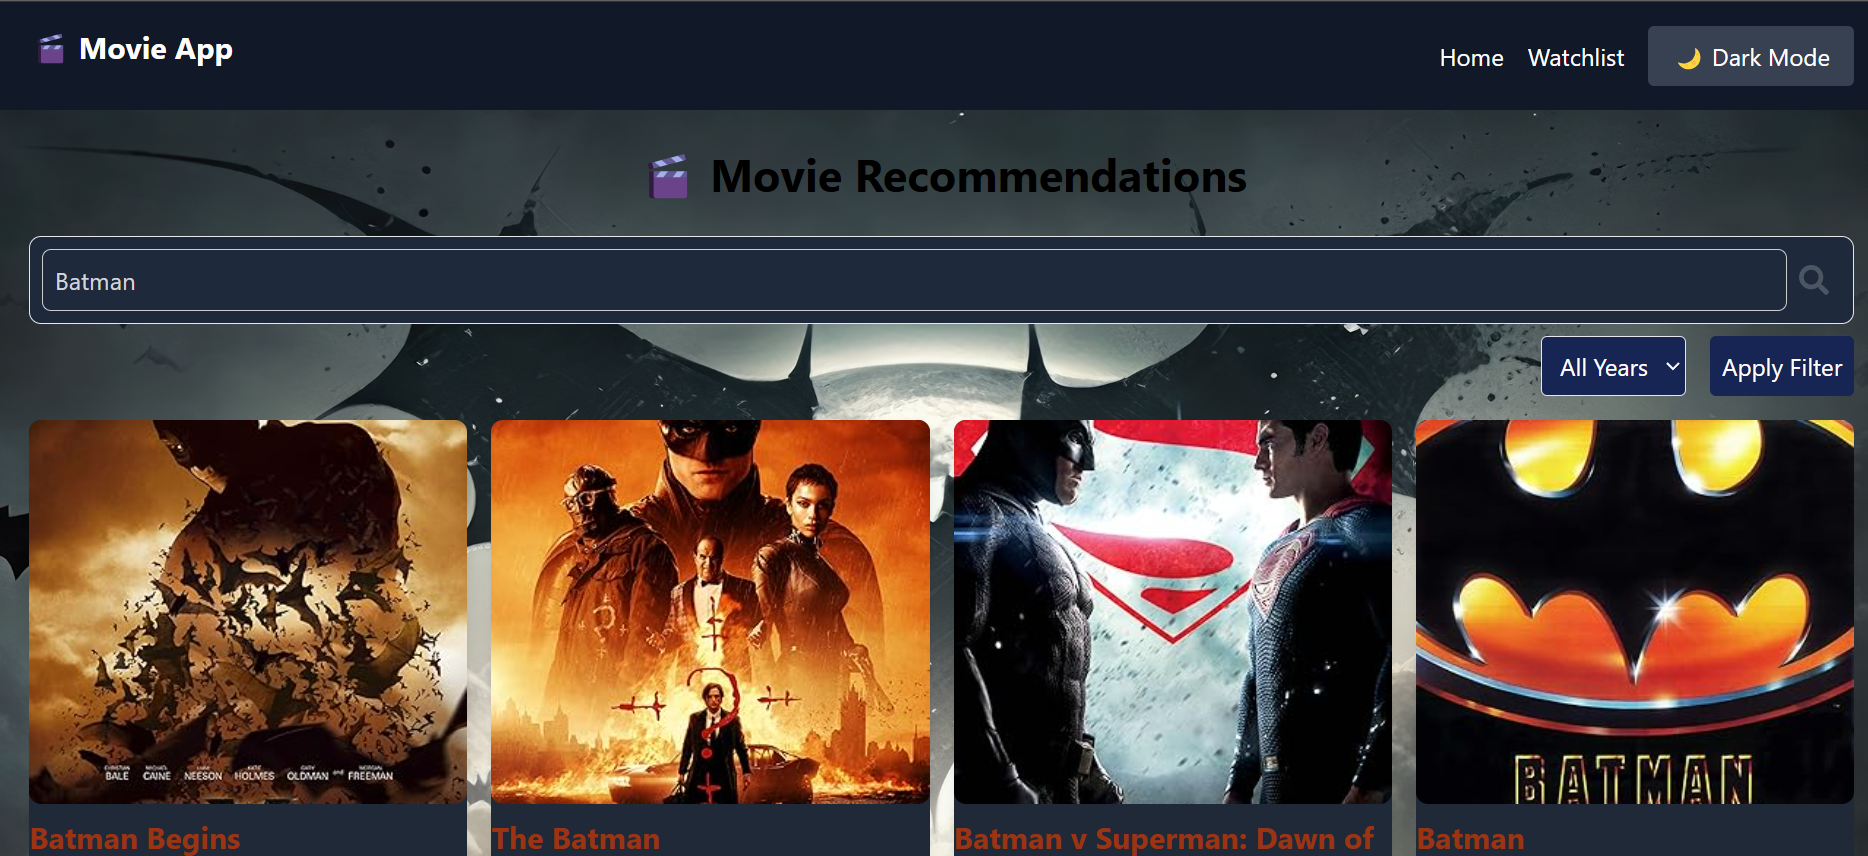 Movie App
Home Watchlist Dark Mode
Movie Recommendations
Batman
All Years Apply Filter
CHRISTIAN BALE MICHAEL CAINE LIAM NEESON KATIE HOLMES GARY OLDMAN and MORGAN FREEMAN
BATMAN
Batman Begins
The Batman
Batman v Superman: Dawn of
Batman